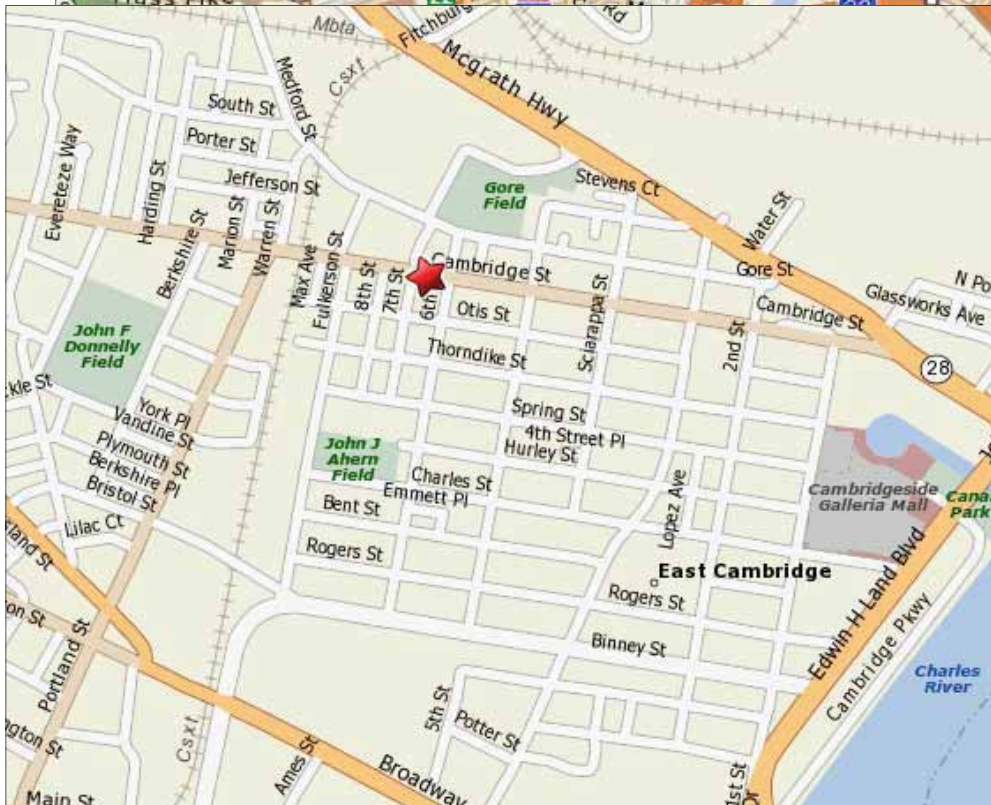 Mbta
Fitchburg
Rd
Csxt
Mcgrath Hwy
Medford St
South St
Porter St
Jefferson St
Evereteze Way
Harding St
Berkshire St
Marion St
Warren St
Gore
Field
Stevens Ct
Water St
Gore St
Cambridge St
Cambridge St
Glassworks Ave
N Po
28
Max Ave
Fulkerson St
8th St
7th St
6th
Otis St
Thorndike St
Sciarappa St
2nd St
John F
Donnelly
Field
kle St
York Pl
Vandine St
Plymouth St
Berkshire Pl
Bristol St
Lilac Ct
Spring St
4th Street Pl
Hurley St
John J
Ahern
Field
Charles St
Emmett Pl
Bent St
Rogers St
Lopez Ave
Cambridgeside
Galleria Mall
Canal
Park
East Cambridge
Rogers St
Binney St
Edwin H Land Blvd
Cambridge Pkwy
Charles
River
on St
Portland St
ngton St
Main St
Csxt
Ames St
Broadway
5th St
Potter St
1st St